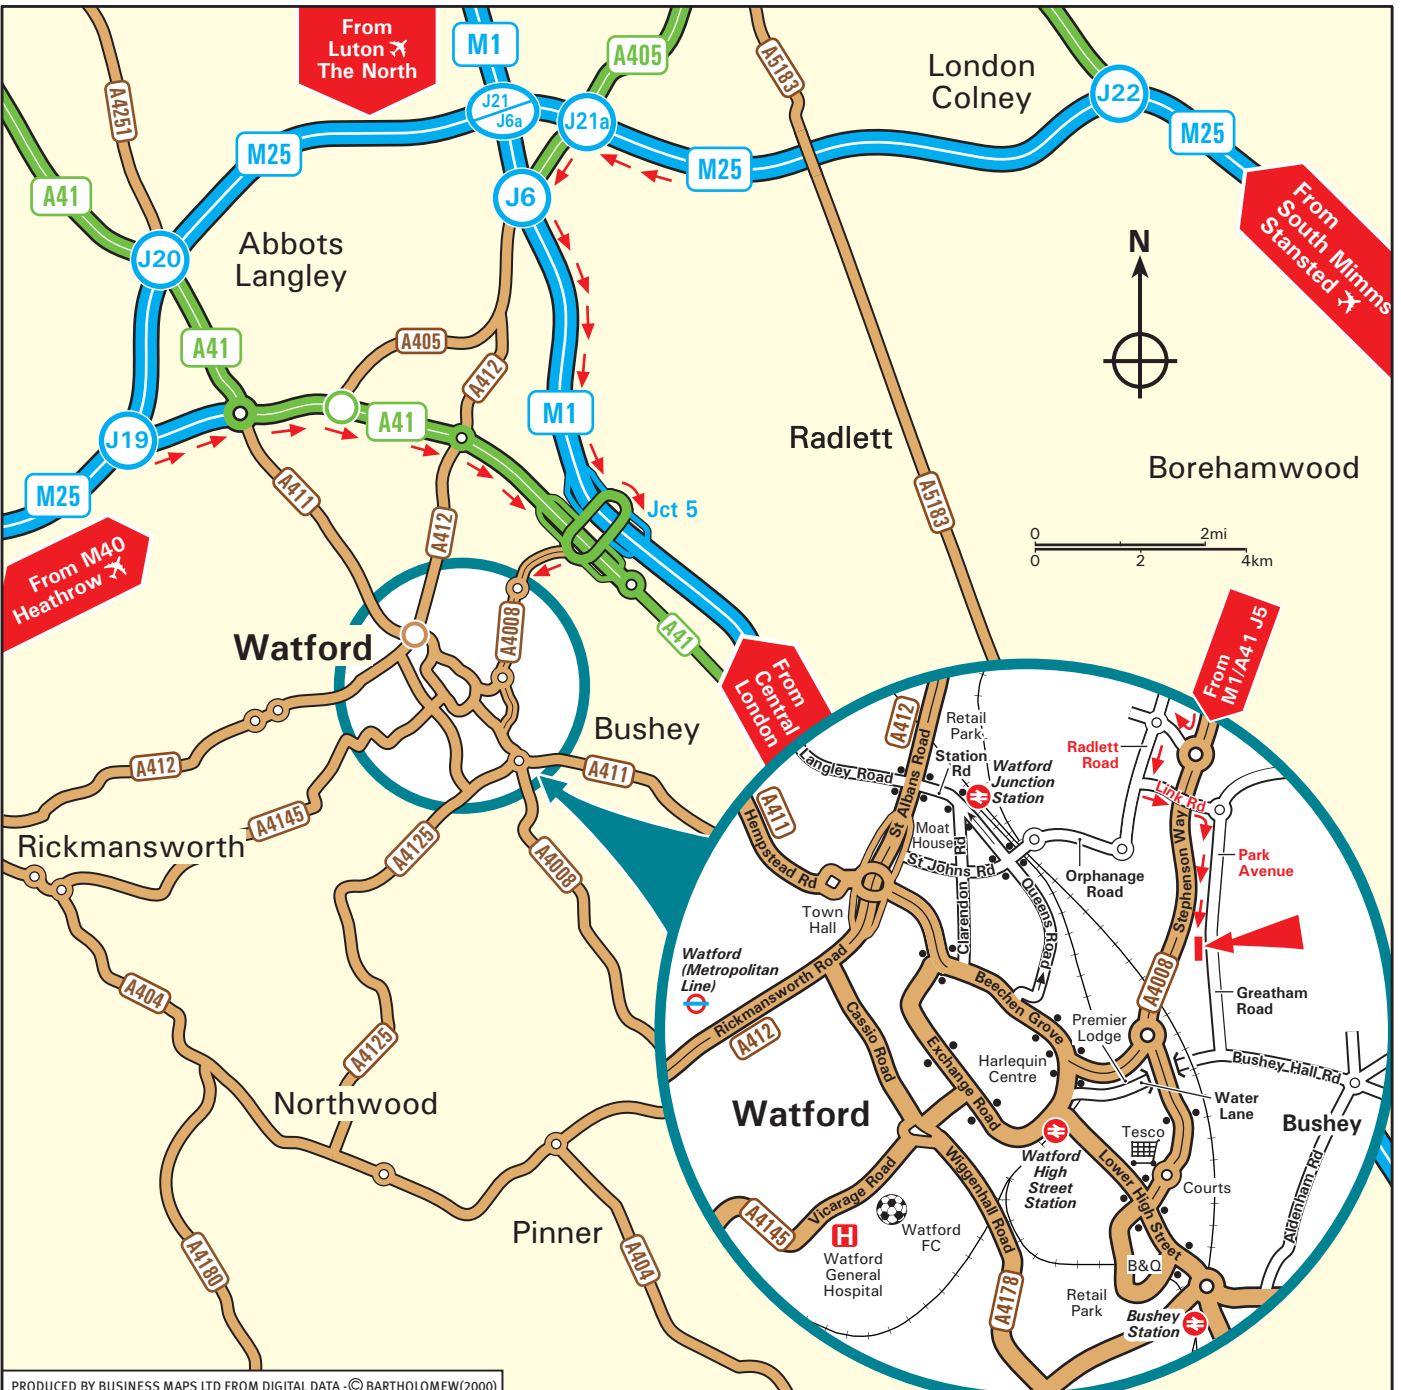 From
Luton
The North
M1
A405
A5183
London
Colney
J22
M25
A4251
J21
J6a
J21a
M25
M25
A41
J6
From
South Mimms
Stansted
N
Abbots
Langley
J20
A41
A405
A412
M1
A41
J19
Radlett
Borehamwood
M25
A411
A412
Jct 5
A5183
0
2mi
0
2
4km
From M40
Heathrow
A4008
A41
Watford
From
Central
London
From
M1/A41 J5
Bushey
A412
A411
A4145
Rickmansworth
A4125
A4008
A404
A4125
Northwood
Pinner
A4180
A404
A412
Retail
Park
Station
Rd
Watford
Junction
Station
Radlett
Road
Langley Road
St Albans Road
Link Rd
A411
Hempstead Rd
Moat
House
St Johns Rd
Clarendon Rd
Queens Road
Orphanage
Road
Stephenson Way
Park
Avenue
Town
Hall
Watford
(Metropolitan
Line)
Rickmansworth Road
A412
Cassio Road
Beechen Grove
A4008
Greatham
Road
Premier
Lodge
Harlequin
Centre
Exchange Road
Bushey Hall Rd
Water
Lane
Watford
Bushey
Tesco
Watford
High
Street
Station
Lower High Street
Courts
Wiggenhall Road
Vicarage Road
A4145
Aldenham Rd
Watford
FC
H
Watford
General
Hospital
B&Q
A4178
Retail
Park
Bushey
Station
PRODUCED BY BUSINESS MAPS LTD FROM DIGITAL DATA - © BARTHOLOMEW(2000)